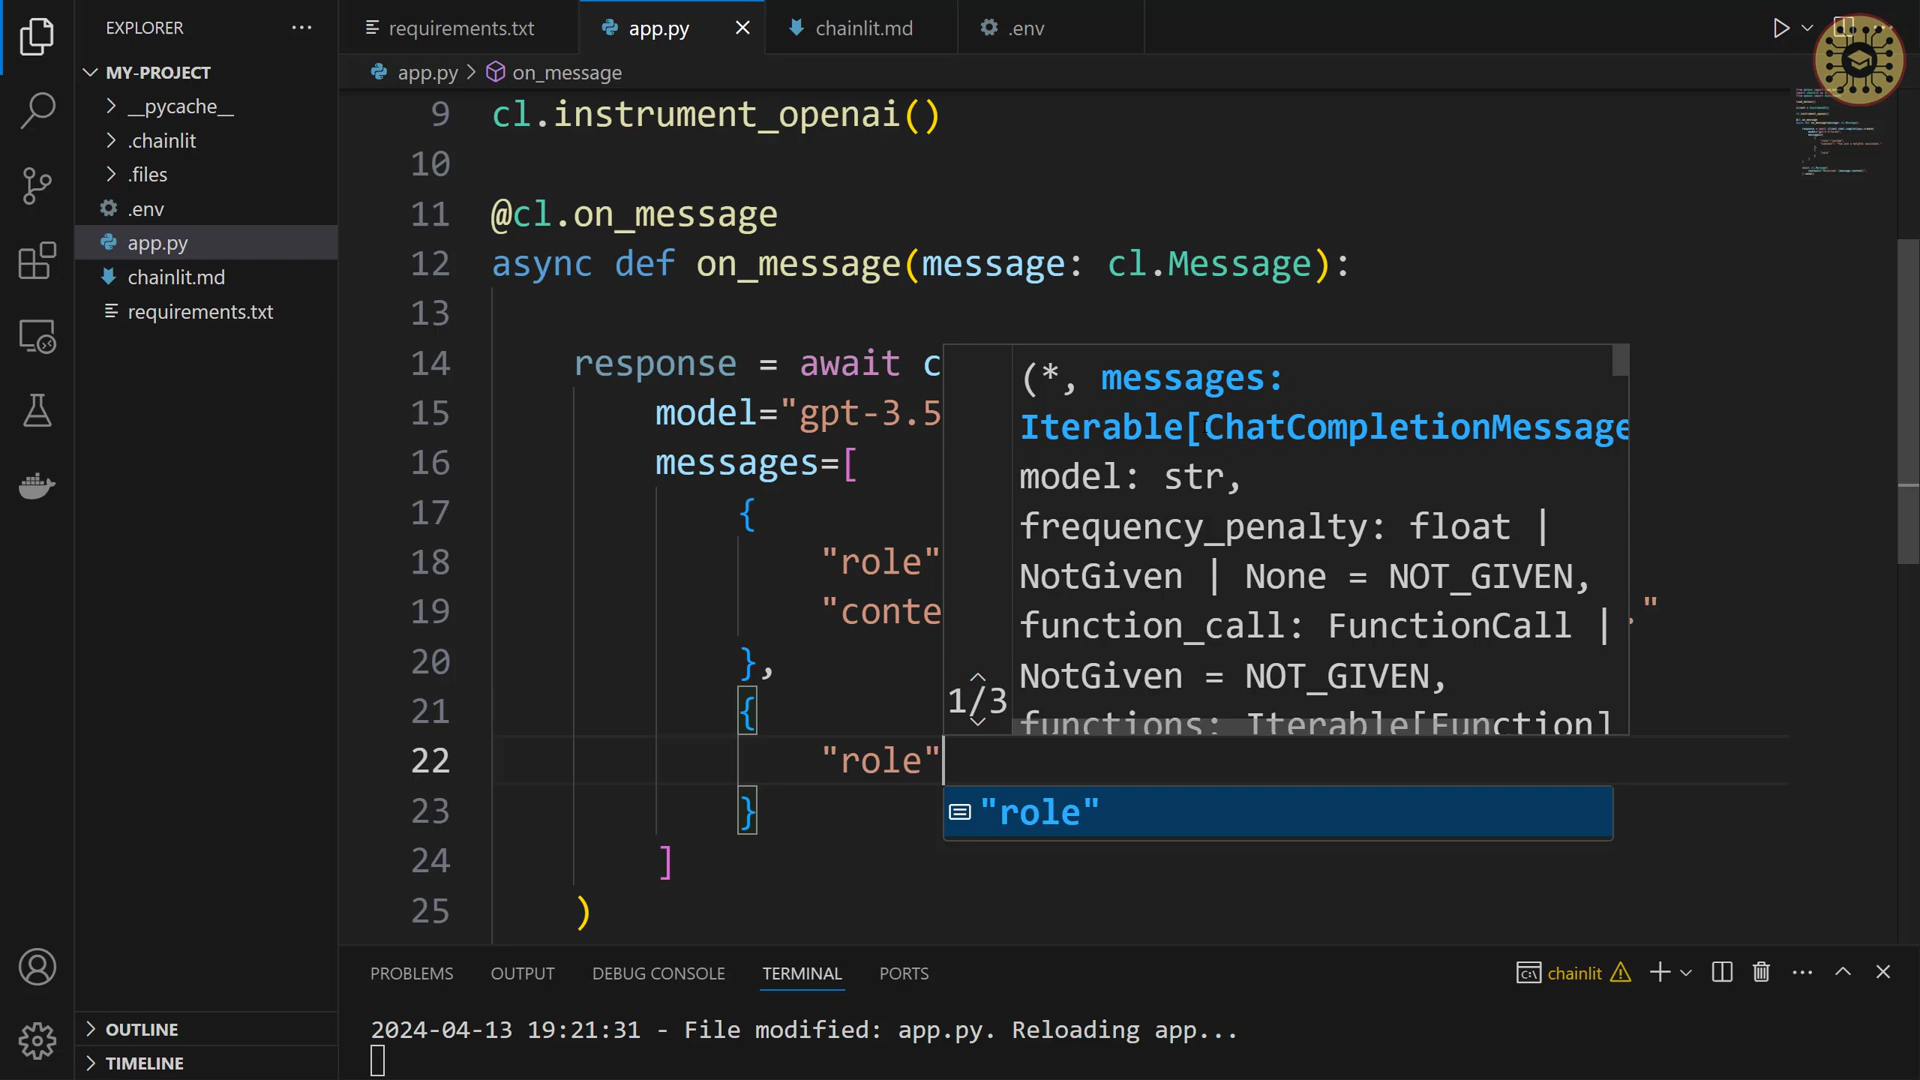 EXPLORER
requirements.txt
app.py
chainlit.md
.env
MY-PROJECT
app.py
on_message
__pycache__
.chainlit
.files
.env
app.py
chainlit.md
requirements.txt
9 cl.instrument_openai()
10
11 @cl.on_message
12 async def on_message(message: cl.Message):
13
14 response = await c
15 model="gpt-3.5
16 messages=[
17 {
18 "role"
19 "conte
"
20 },
21 {
22 "role"
23 }
24 ]
25 )
(*, messages:
Iterable[ChatCompletionMessage
model: str,
frequency_penalty: float |
NotGiven | None = NOT_GIVEN,
function_call: FunctionCall |
NotGiven = NOT_GIVEN,
functions: Iterable[Function]
1/3
"role"
PROBLEMS
OUTPUT
DEBUG CONSOLE
TERMINAL
PORTS
chainlit
2024-04-13 19:21:31 - File modified: app.py. Reloading app...
OUTLINE
TIMELINE